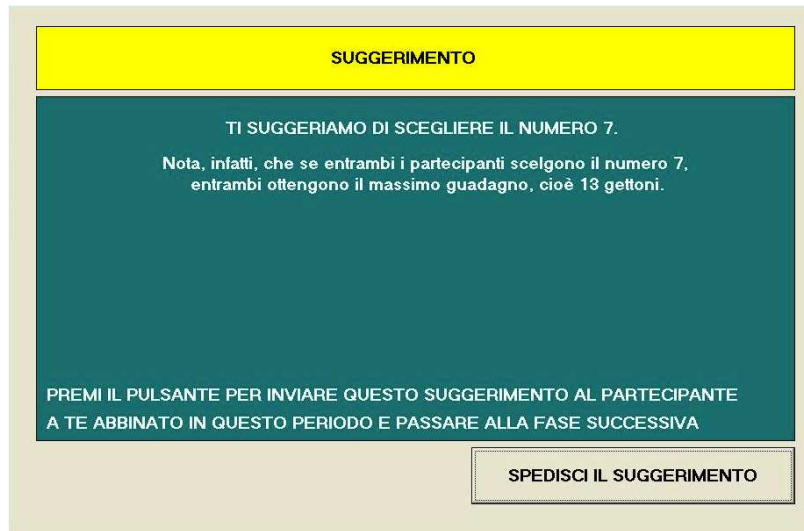 SUGGERIMENTO
TI SUGGERIAMO DI SCEGLIERE IL NUMERO 7.
Nota, infatti, che se entrambi i partecipanti scelgono il numero 7,
entrambi ottengono il massimo guadagno, cioè 13 gettoni.
PREMI IL PULSANTE PER INVIARE QUESTO SUGGERIMENTO AL PARTECIPANTE
A TE ABBINATO IN QUESTO PERIODO E PASSARE ALLA FASE SUCCESSIVA
SPEDISCI IL SUGGERIMENTO